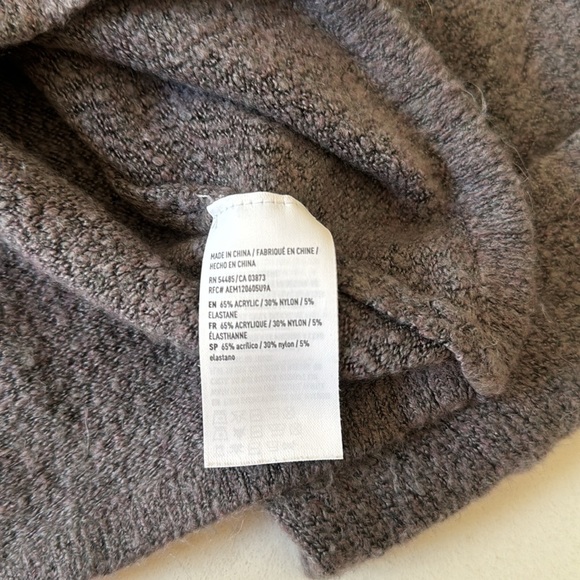 MADE IN CHINA / FABRIQUÉ EN CHINE /
HECHO EN CHINA
RN 54485/CA 03873
RFC# AEM120605U9A
EN 65% ACRYLIC / 30% NYLON / 5%
ELASTANE
FR 65% ACRYLIQUE / 30% NYLON / 5%
ÉLASTHANNE
SP 65% acrílico / 30% nylon / 5%
elastano